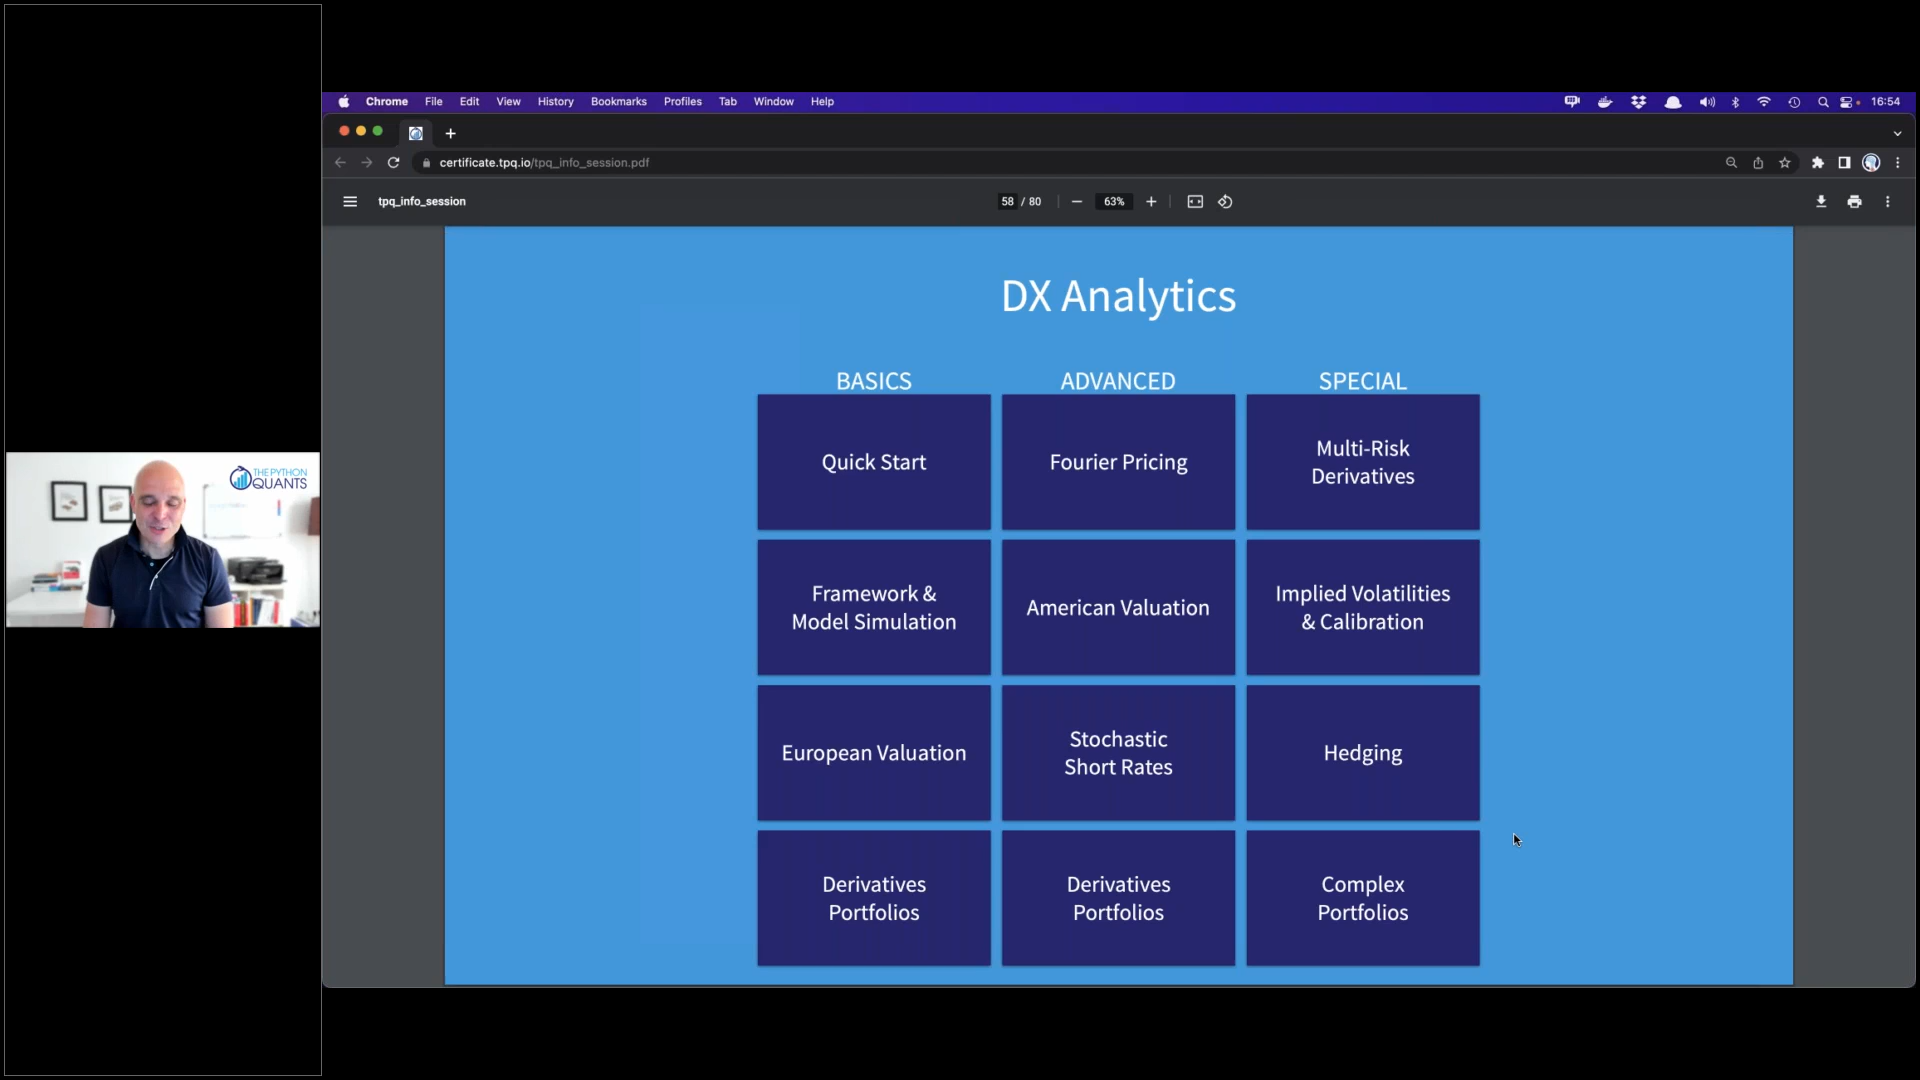 Chrome File Edit View History Bookmarks Profiles Tab Window Help 16:54
certificate.tpq.io/tpq_info_session.pdf
tpq_info_session 58 / 80 63%
THE PYTHON
QUANTS
DX Analytics
BASICS ADVANCED SPECIAL
Quick Start
Fourier Pricing
Multi-Risk
Derivatives
Framework &
Model Simulation
American Valuation
Implied Volatilities
& Calibration
European Valuation
Stochastic
Short Rates
Hedging
Derivatives
Portfolios
Derivatives
Portfolios
Complex
Portfolios